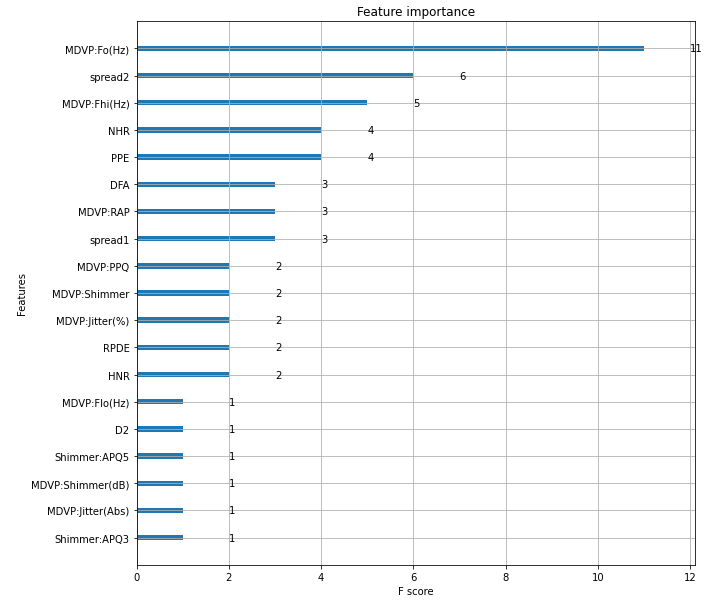 Feature importance
MDVP:Fo(Hz) 11
spread2 6
MDVP:Fhi(Hz) 5
NHR 4
PPE 4
DFA 3
MDVP:RAP 3
spread1 3
MDVP:PPQ 2
MDVP:Shimmer 2
MDVP:Jitter(%) 2
RPDE 2
HNR 2
MDVP:Flo(Hz) 1
D2 1
Shimmer:APQ5 1
MDVP:Shimmer(dB) 1
MDVP:Jitter(Abs) 1
Shimmer:APQ3 1
Features
0 2 4 6 8 10 12
F score